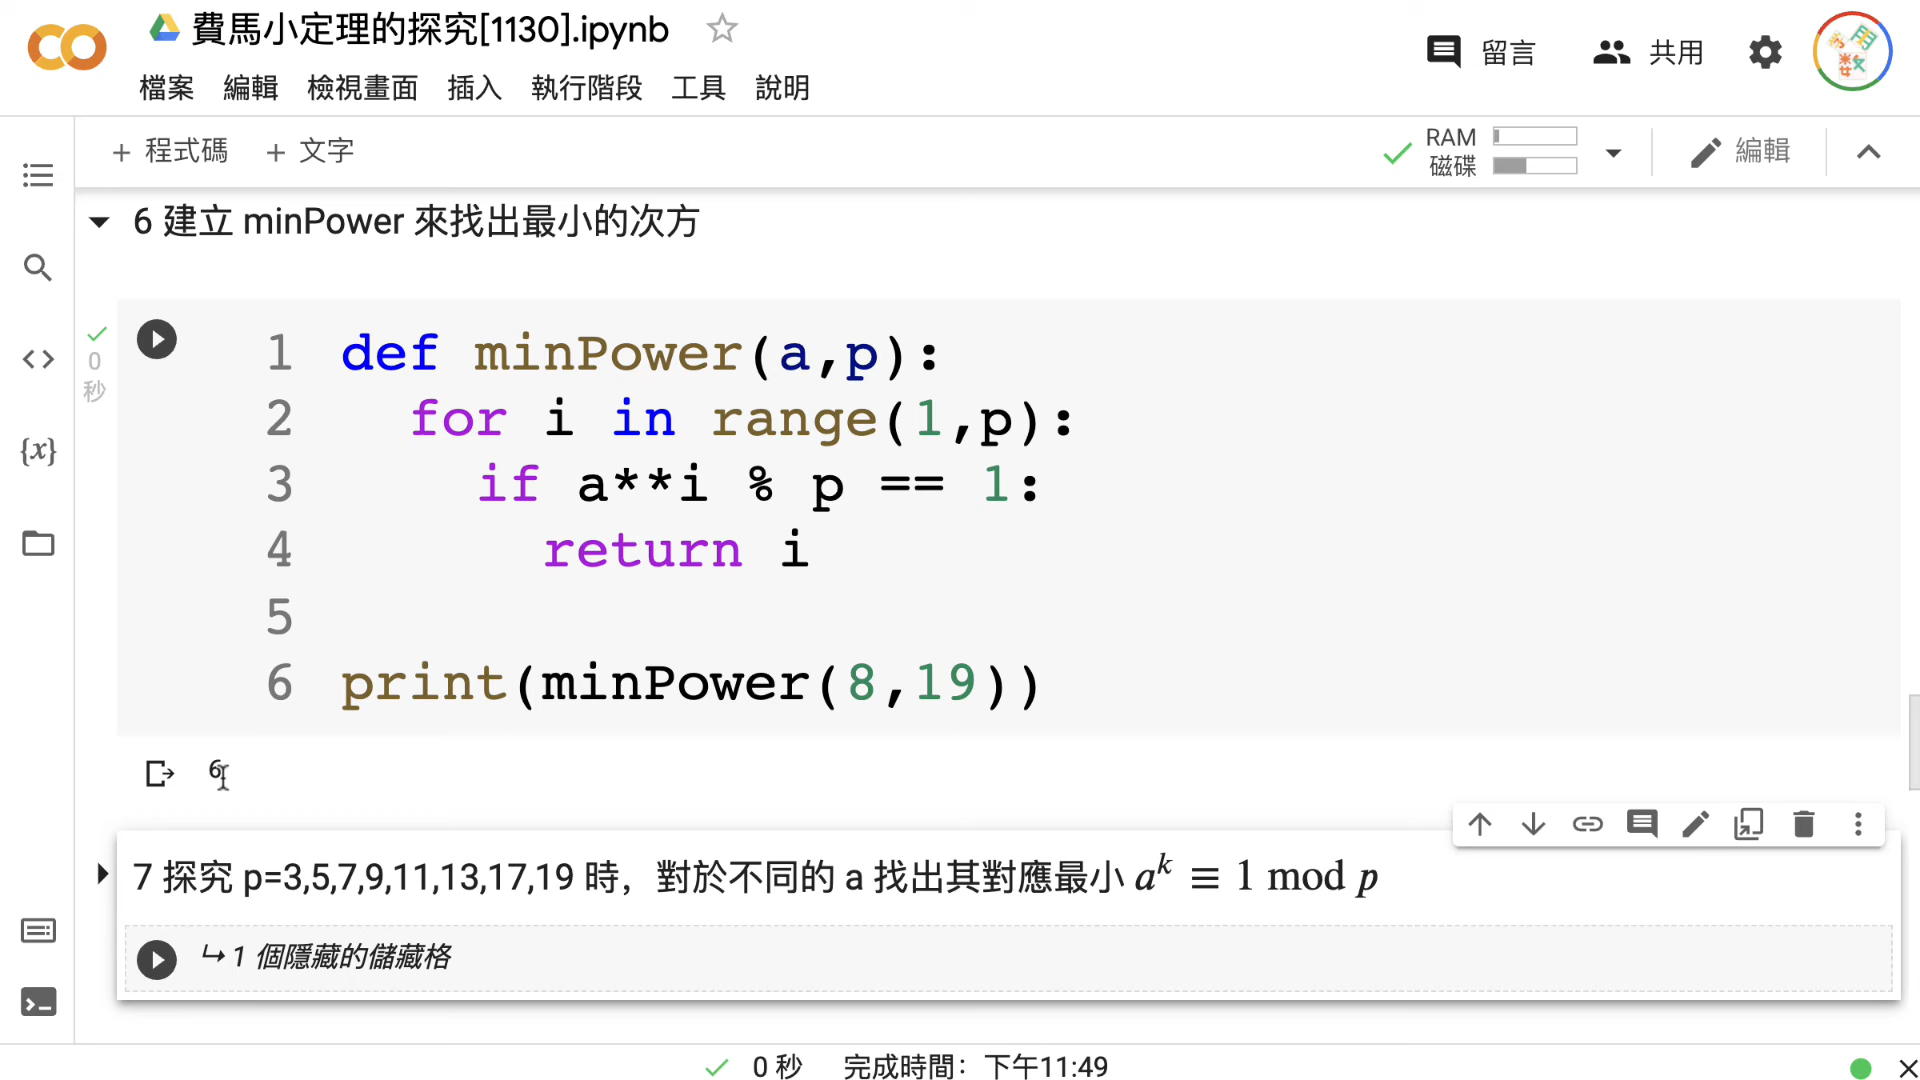 費馬小定理的探究[1130].ipynb
檔案 編輯 檢視畫面 插入 執行階段 工具 說明
留言 共用
+ 程式碼 + 文字
RAM
磁碟
編輯
6 建立 minPower 來找出最小的次方
0
秒
1 def minPower(a,p):
2 for i in range(1,p):
3 if a**i % p == 1:
4 return i
5
6 print(minPower(8,19))
6
7 探究 p=3,5,7,9,11,13,17,19 時，對於不同的 a 找出其對應最小 a^k ≡ 1 mod p
↳ 1 個隱藏的儲藏格
0 秒 完成時間：下午11:49